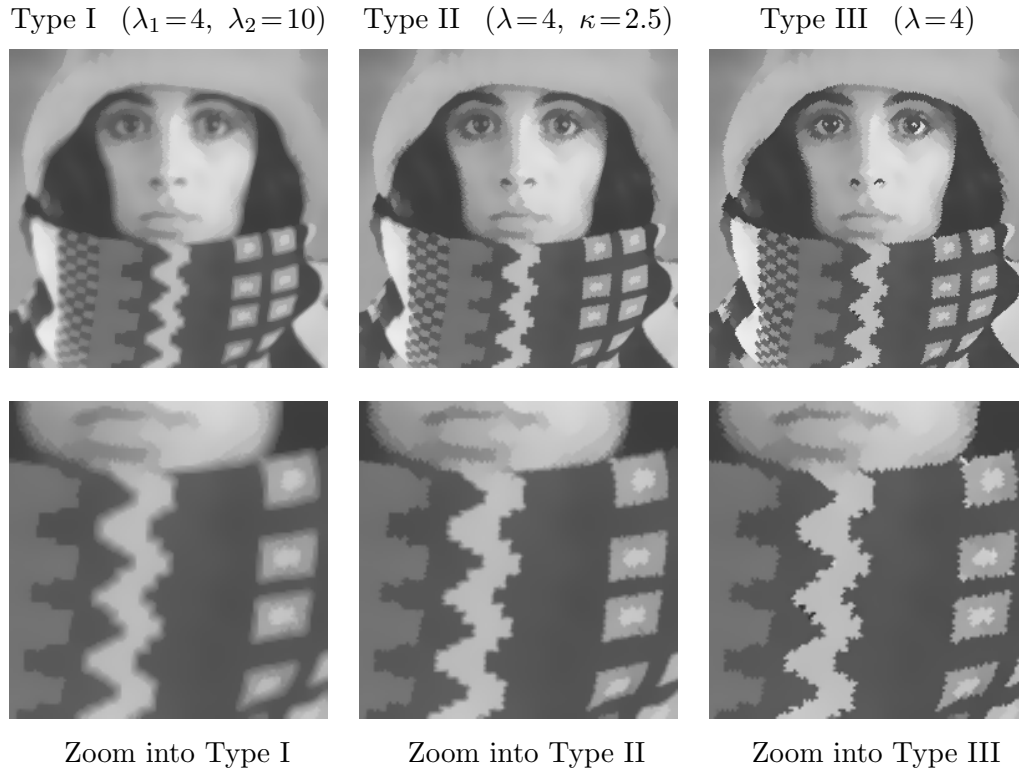 Type I (λ₁=4, λ₂=10)
Type II (λ=4, κ=2.5)
Type III (λ=4)
Zoom into Type I
Zoom into Type II
Zoom into Type III